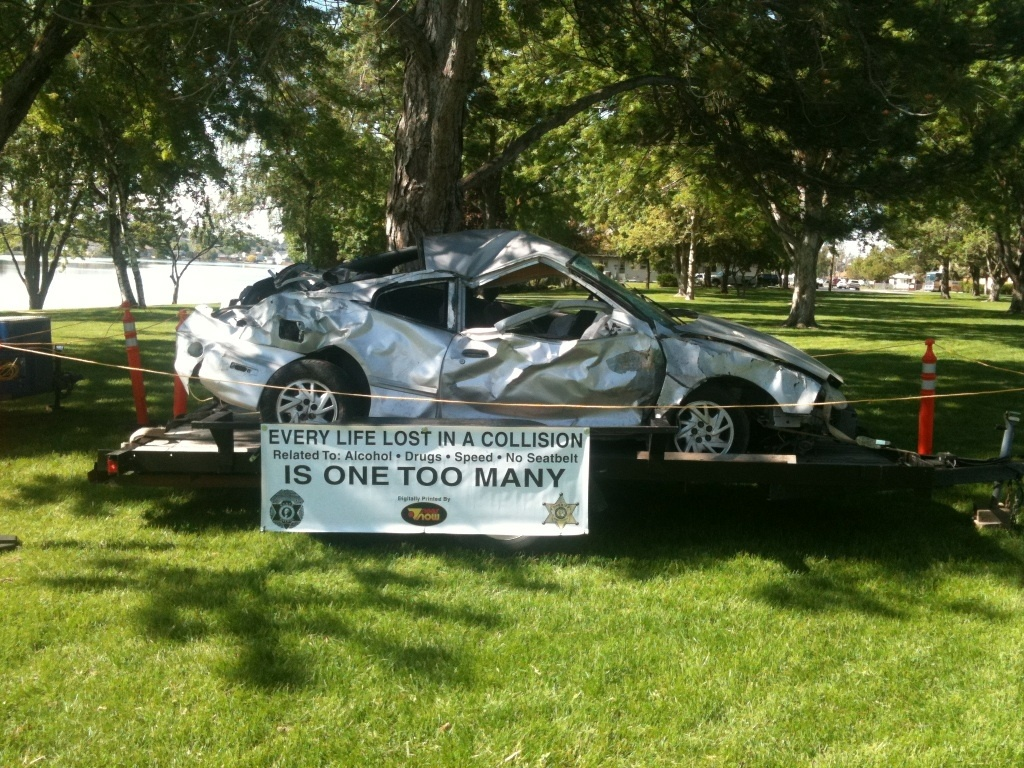 EVERY LIFE LOST IN A COLLISION
Related To: Alcohol • Drugs • Speed • No Seatbelt
IS ONE TOO MANY
Digitally Printed By